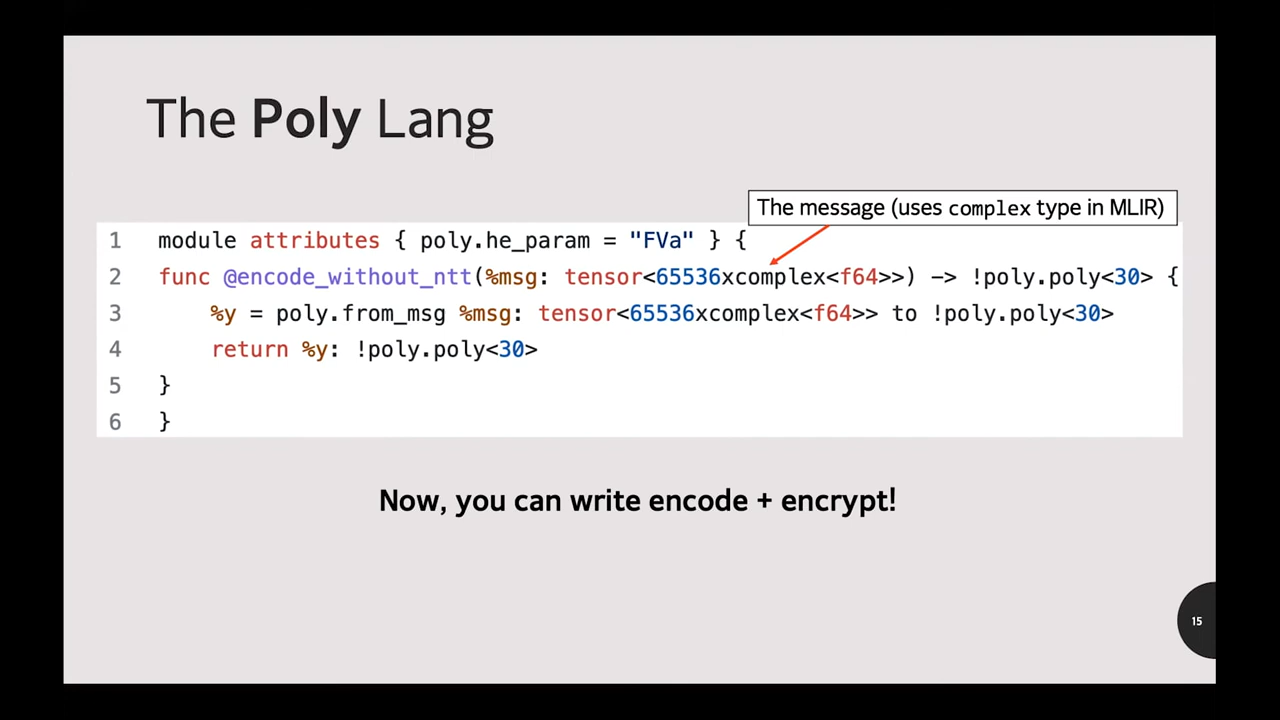 The Poly Lang
The message (uses complex type in MLIR)
1 module attributes { poly.he_param = "FVa" } {
2 func @encode_without_ntt(%msg: tensor<65536xcomplex<f64>>) -> !poly.poly<30> {
3 %y = poly.from_msg %msg: tensor<65536xcomplex<f64>> to !poly.poly<30>
4 return %y: !poly.poly<30>
5 }
6 }
Now, you can write encode + encrypt!
15